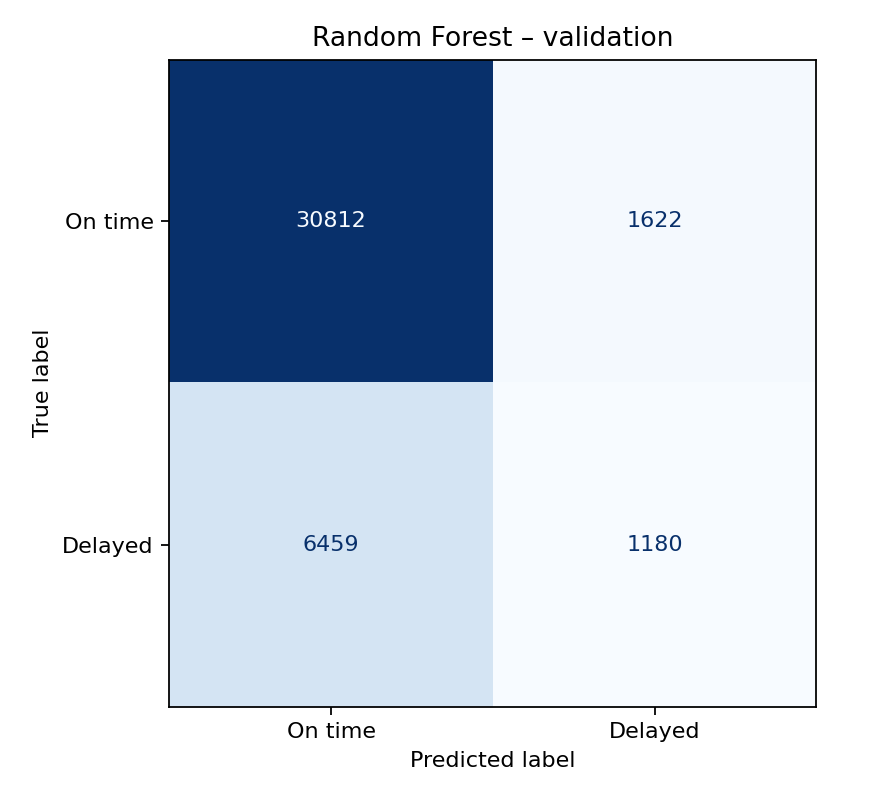 Random Forest – validation
On time
30812
1622
True label
Delayed
6459
1180
On time
Delayed
Predicted label